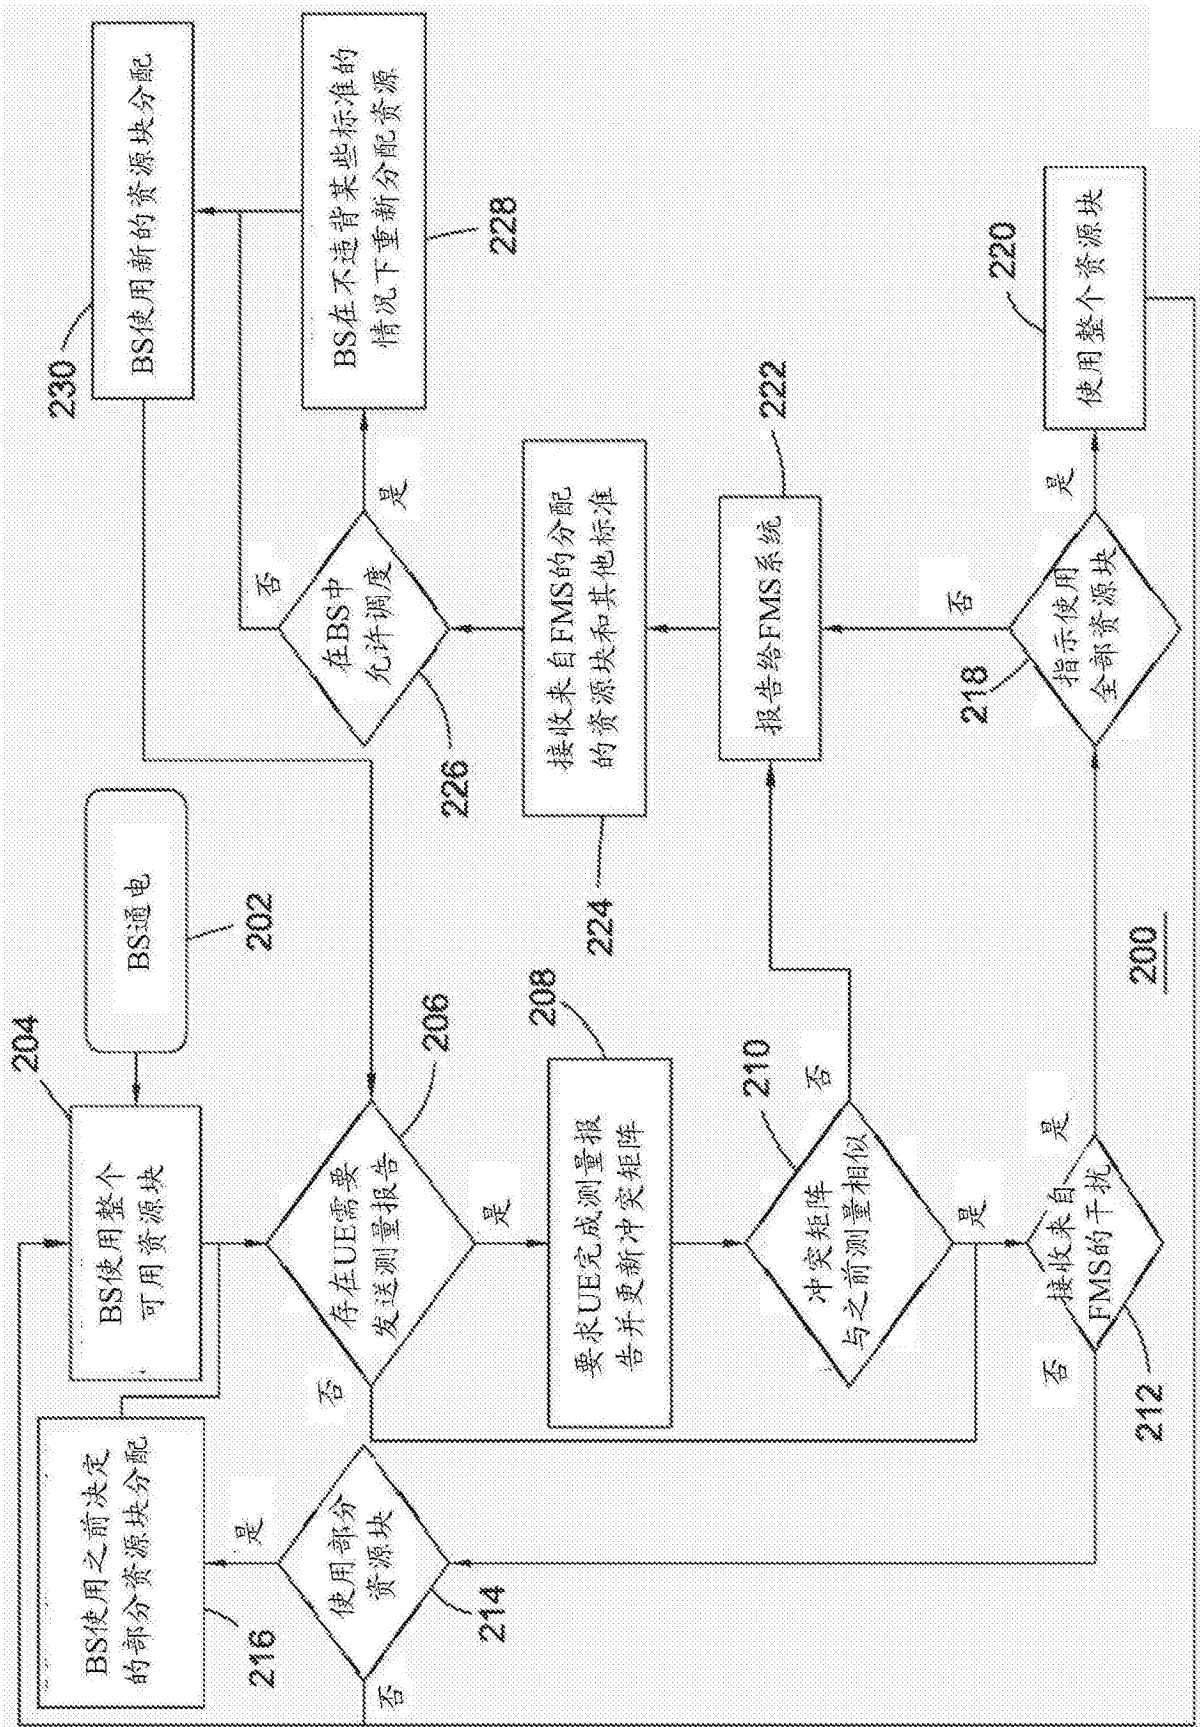 BS通电
202
204
BS使用整个
可用资源块
206
存在UE需要
发送测量报告
是
否
208
要求UE完成测量报
告并更新冲突矩阵
210
冲突矩阵
与之前测量相似
是
否
212
接收来自
FMS的干扰
是
否
214
使用部分
资源块
是
否
216
BS使用之前决定
的部分资源块分配
218
指示使用
全部资源块
是
否
220
使用整个资源块
222
报告给FMS系统
224
接收来自FMS的分配
的资源块和其他标准
226
在BS中
允许调度
是
否
228
BS在不违背某些标准的
情况下重新分配资源
230
BS使用新的资源块分配
200